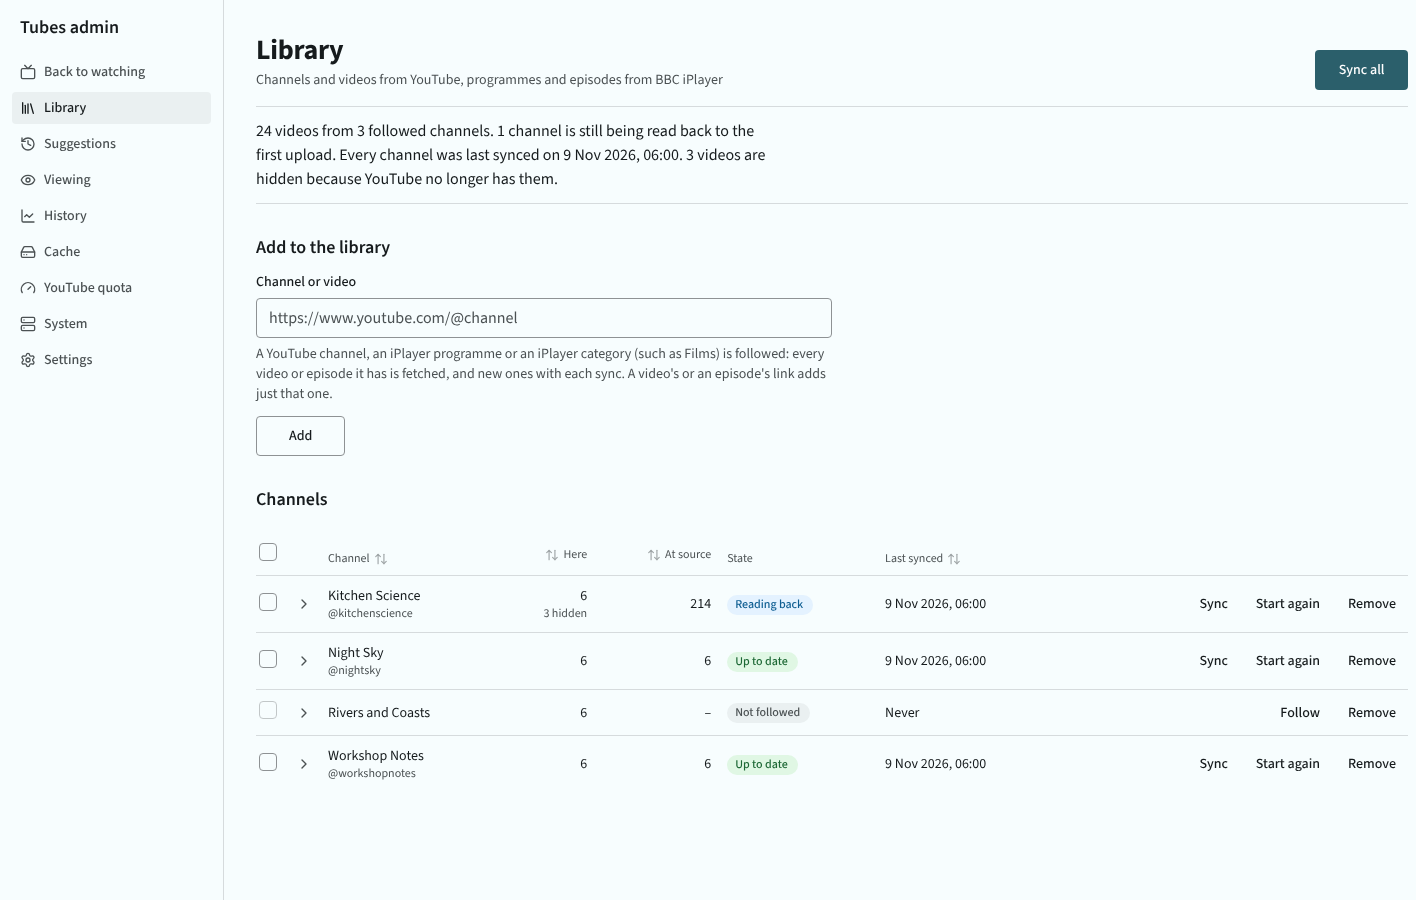 Tubes admin
Back to watching
Library
Suggestions
Viewing
History
Cache
YouTube quota
System
Settings
Library
Channels and videos from YouTube, programmes and episodes from BBC iPlayer
Sync all
24 videos from 3 followed channels. 1 channel is still being read back to the
first upload. Every channel was last synced on 9 Nov 2026, 06:00. 3 videos are
hidden because YouTube no longer has them.
Add to the library
Channel or video
https://www.youtube.com/@channel
A YouTube channel, an iPlayer programme or an iPlayer category (such as Films) is followed: every
video or episode it has is fetched, and new ones with each sync. A video's or an episode's link adds
just that one.
Add
Channels
Channel Here At source State Last synced
Kitchen Science 6 214 Reading back 9 Nov 2026, 06:00 Sync Start again Remove
@kitchenscience 3 hidden
Night Sky 6 6 Up to date 9 Nov 2026, 06:00 Sync Start again Remove
@nightsky
Rivers and Coasts 6 – Not followed Never Follow Remove
Workshop Notes 6 6 Up to date 9 Nov 2026, 06:00 Sync Start again Remove
@workshopnotes